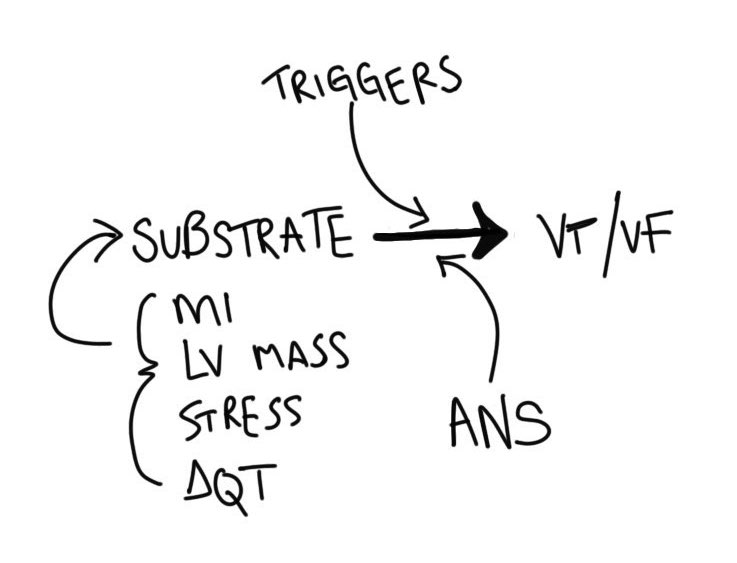 TRIGGERS
SUBSTRATE VT/VF
MI
LV MASS
STRESS
ΔQT
ANS